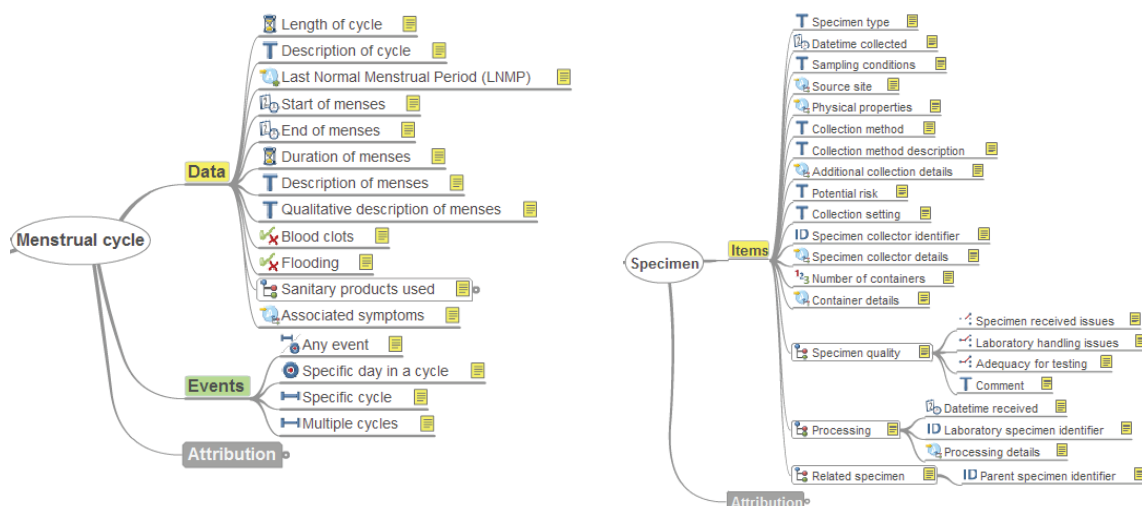 Menstrual cycle
Data
Length of cycle
Description of cycle
Last Normal Menstrual Period (LNMP)
Start of menses
End of menses
Duration of menses
Description of menses
Qualitative description of menses
Blood clots
Flooding
Sanitary products used
Associated symptoms
Events
Any event
Specific day in a cycle
Specific cycle
Multiple cycles
Attribution
Specimen
Items
Specimen type
Datetime collected
Sampling conditions
Source site
Physical properties
Collection method
Collection method description
Additional collection details
Potential risk
Collection setting
ID Specimen collector identifier
Specimen collector details
123 Number of containers
Container details
Specimen quality
Specimen received issues
Laboratory handling issues
Adequacy for testing
Comment
Processing
Datetime received
ID Laboratory specimen identifier
Processing details
Related specimen
ID Parent specimen identifier
Attribution